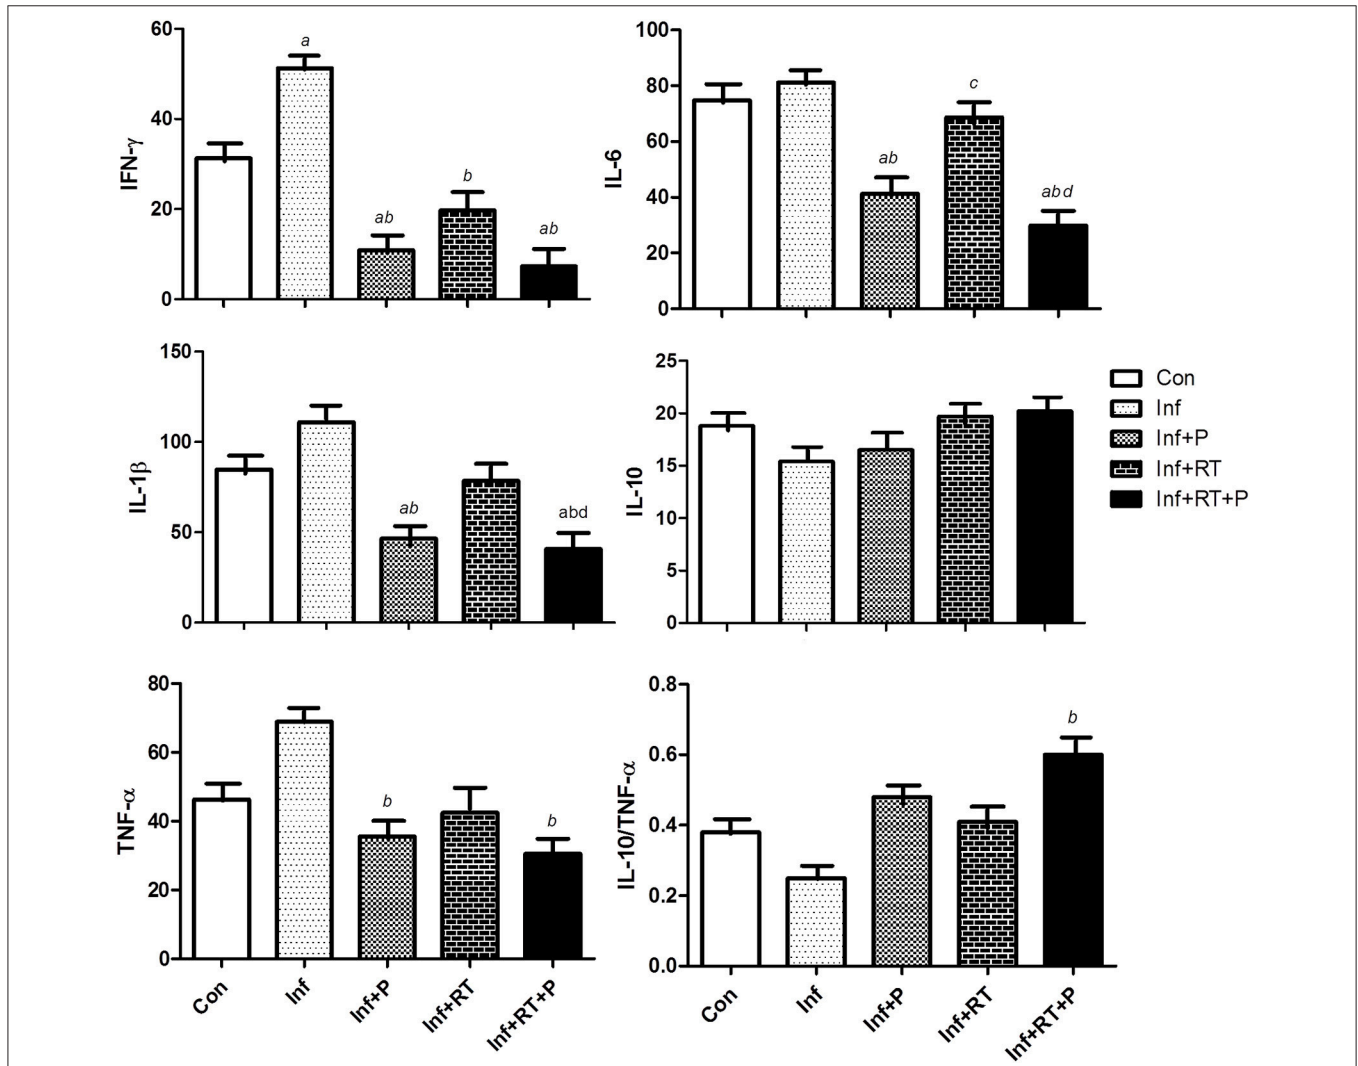 IFN-γ
60
40
20
0
a
ab
b
ab
IL-6
100
80
60
40
20
0
ab
c
abd
IL-1β
150
100
50
0
ab
abd
IL-10
25
20
15
10
5
0
Con
Inf
Inf+P
Inf+RT
Inf+RT+P
TNF-α
80
60
40
20
0
b
b
Con
Inf
Inf+P
Inf+RT
Inf+RT+P
IL-10/TNF-α
0.8
0.6
0.4
0.2
0.0
b
Con
Inf
Inf+P
Inf+RT
Inf+RT+P